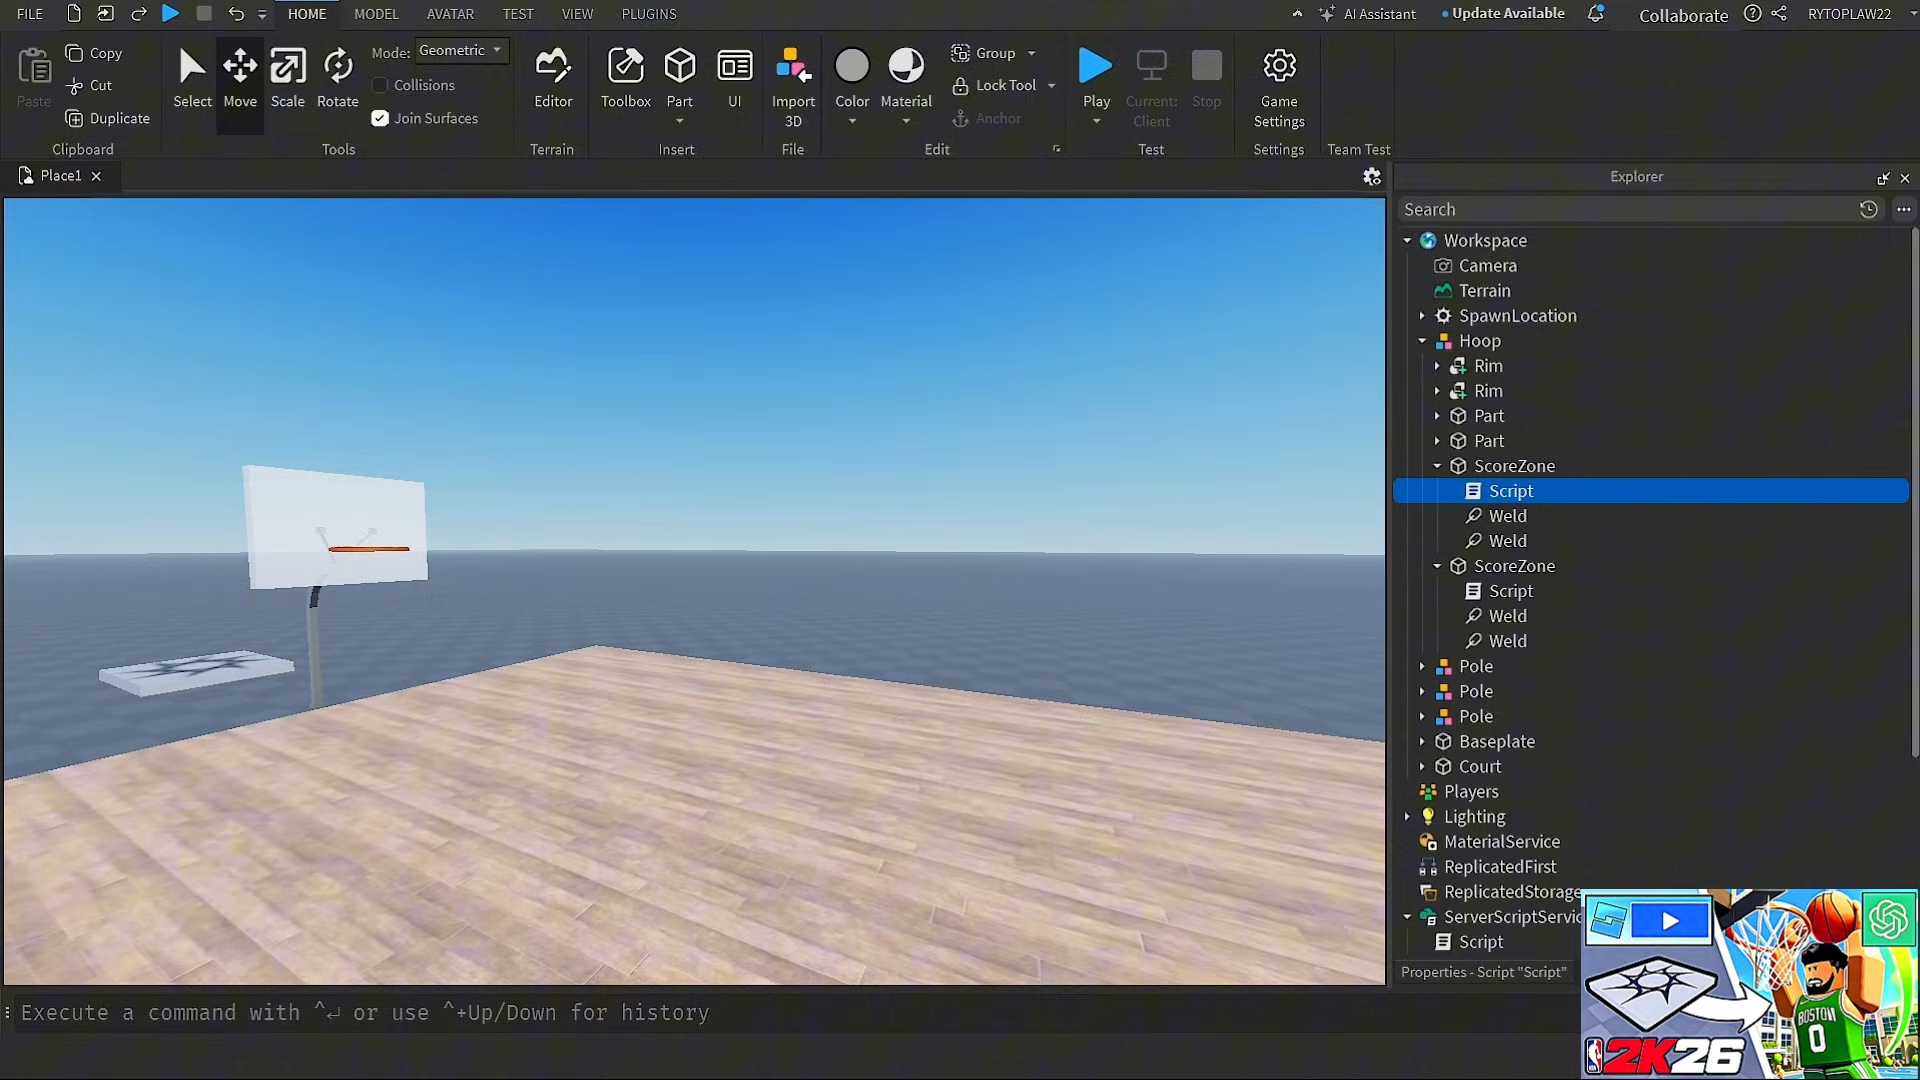 FILE
HOME
MODEL
AVATAR
TEST
VIEW
PLUGINS
AI Assistant
Update Available
Collaborate
RYTOPLAW22
Paste
Copy
Cut
Duplicate
Clipboard
Select
Move
Scale
Rotate
Mode:
Geometric
Collisions
Join Surfaces
Tools
Editor
Terrain
Toolbox
Part
UI
Insert
Import
3D
File
Color
Material
Group
Lock Tool
Anchor
Edit
Play
Current:
Client
Stop
Test
Game
Settings
Settings
Team Test
Place1
Explorer
Search
Workspace
Camera
Terrain
SpawnLocation
Hoop
Rim
Rim
Part
Part
ScoreZone
Script
Weld
Weld
ScoreZone
Script
Weld
Weld
Pole
Pole
Pole
Baseplate
Court
Players
Lighting
MaterialService
ReplicatedFirst
ReplicatedStorage
ServerScriptServic
Script
Properties - Script "Script"
Execute a command with ^↵ or use ^+Up/Down for history
BOSTON
0
2K26